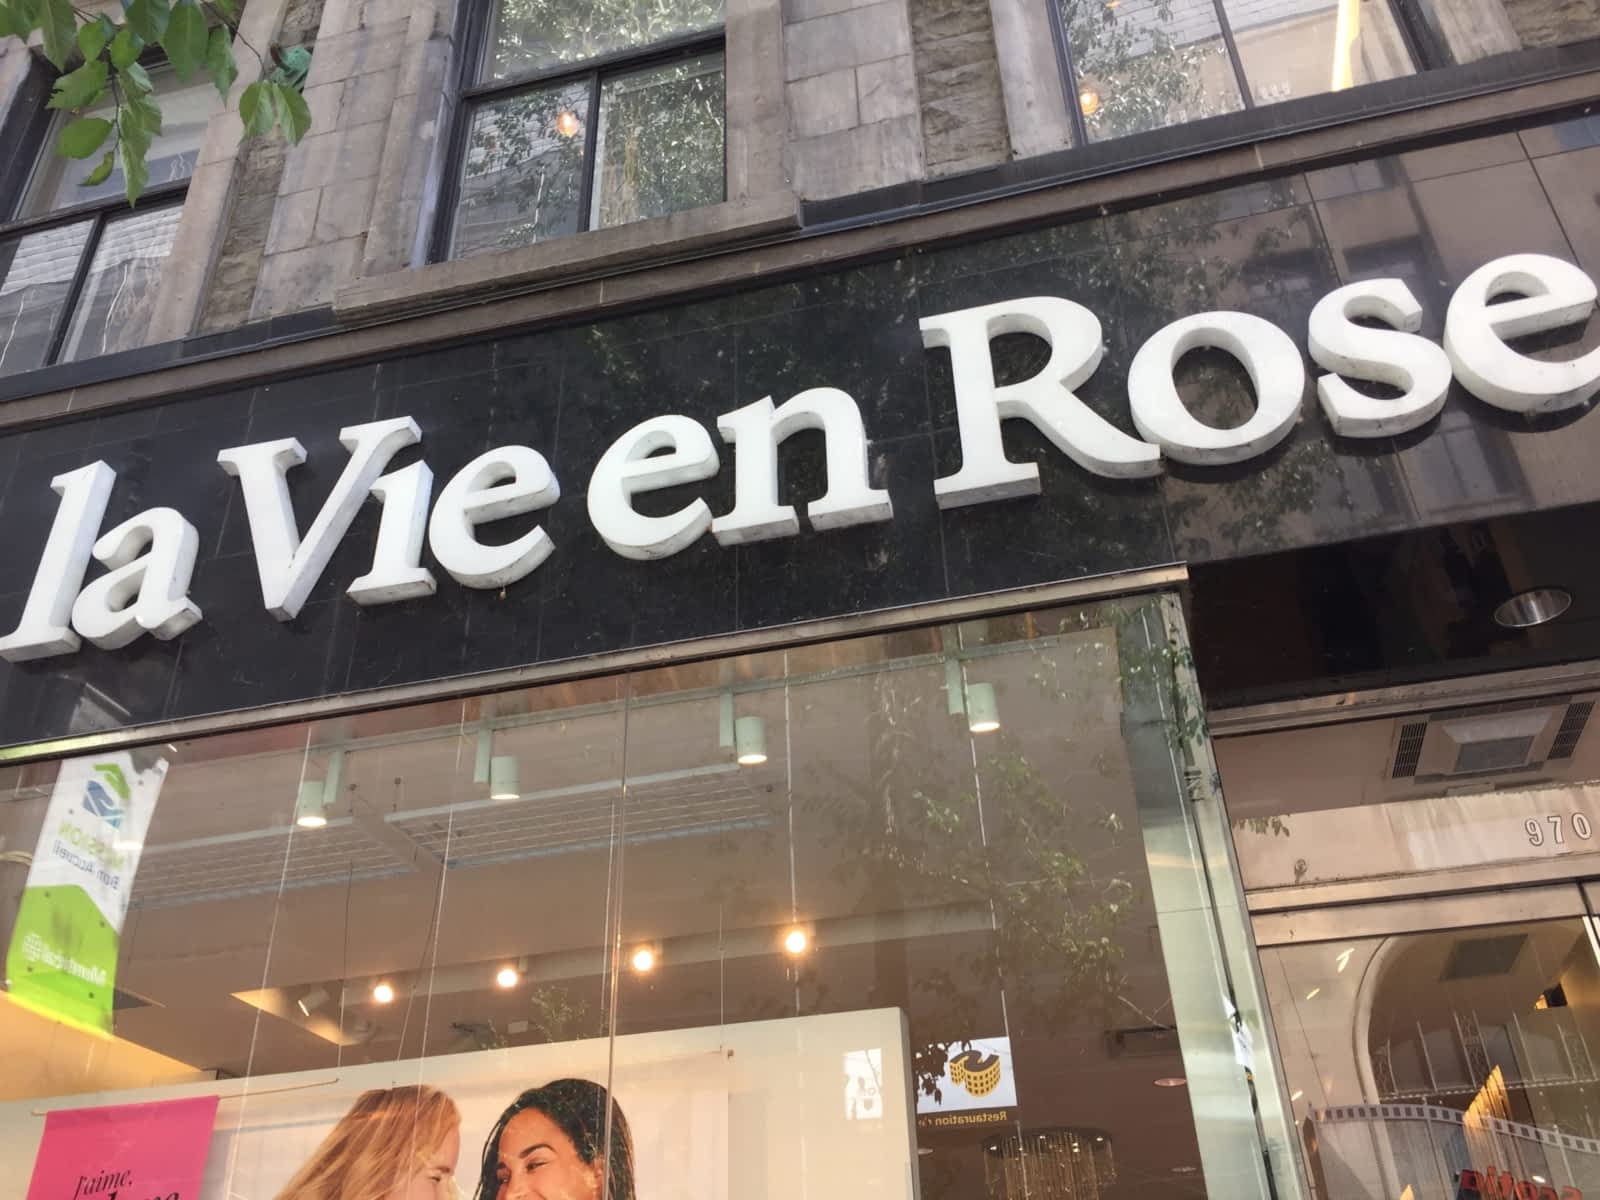 la Vie en Rose
970
MISSION
Bon Accueil
Montréal
Restauration
J'aime,